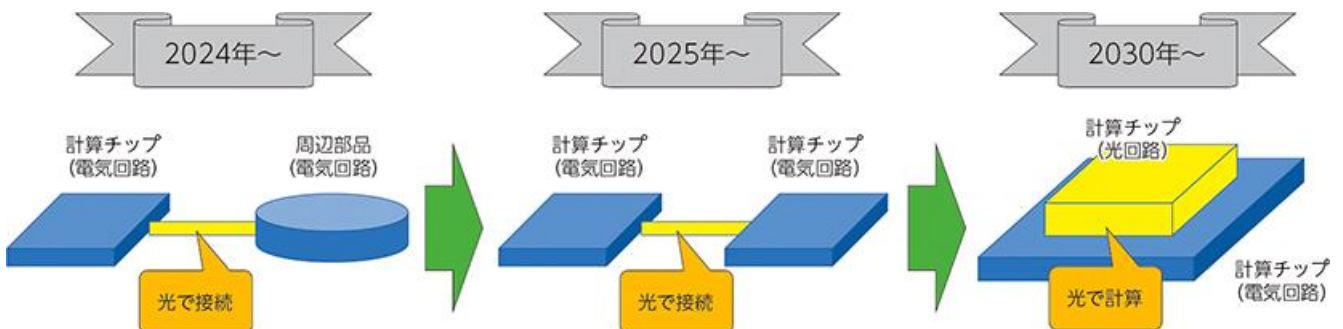 2024年～
2025年～
2030年～
計算チップ
(電気回路)
周辺部品
(電気回路)
光で接続
計算チップ
(電気回路)
計算チップ
(電気回路)
光で接続
計算チップ
(光回路)
光で計算
計算チップ
(電気回路)